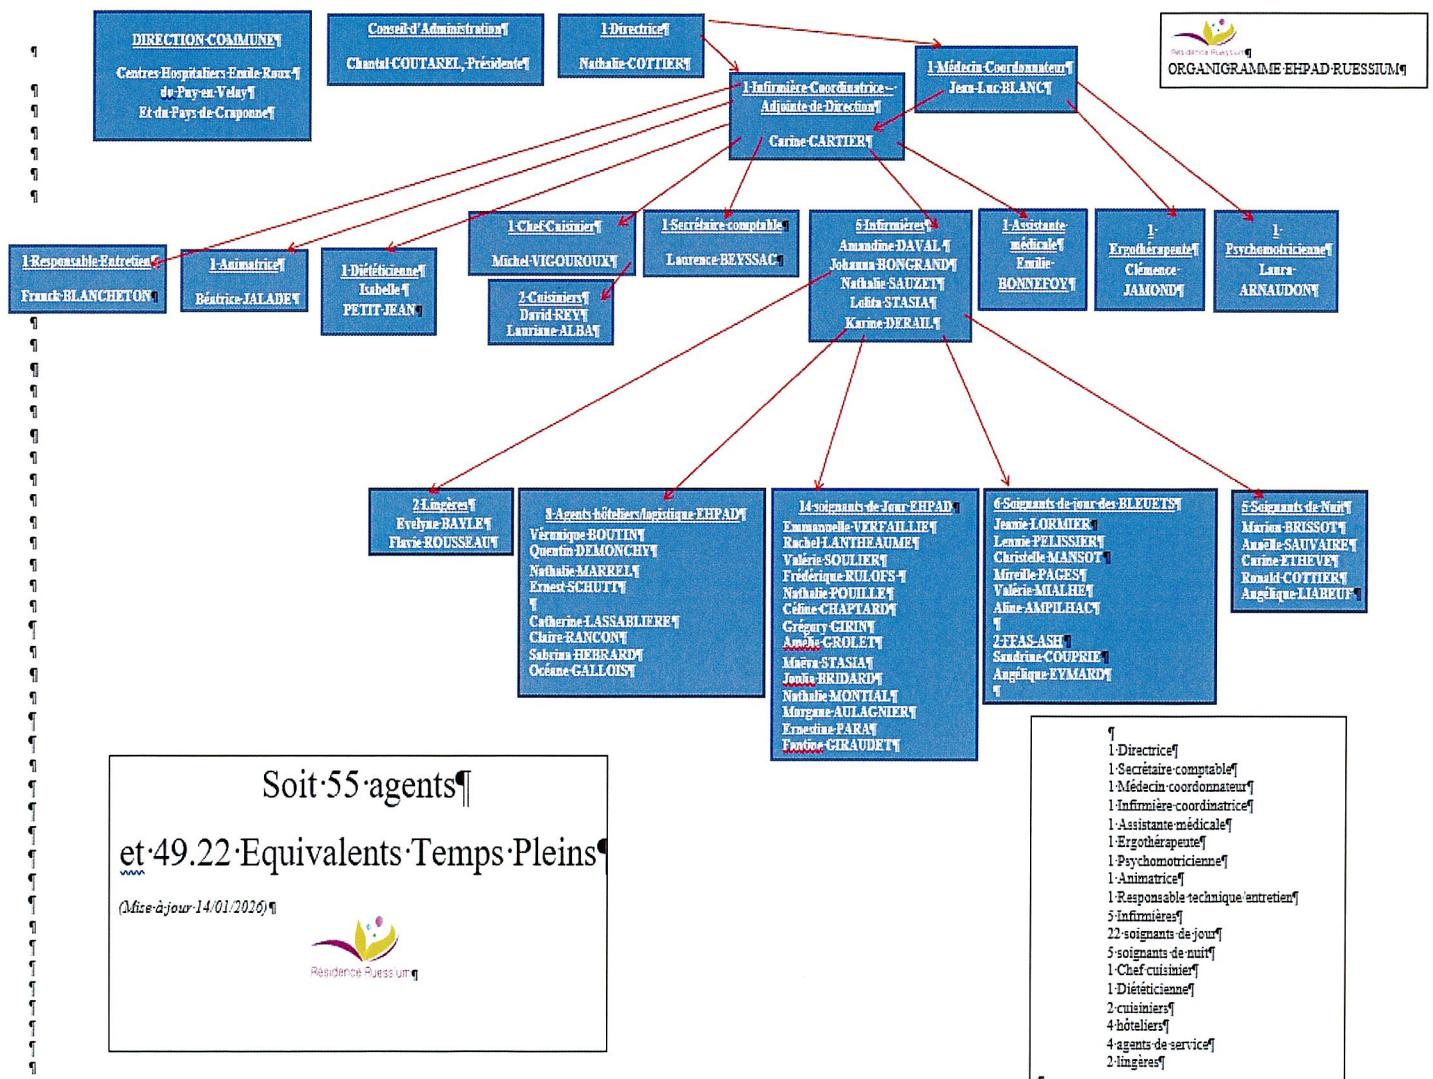 DIRECTION COMMUNE¶
Centres Hospitaliers Emile Roux¶
du Puy en Velay¶
Et du Pays de Craponne¶
Conseil d'Administration¶
Chantal COUTAREL, Présidente¶
1 Directrice¶
Nathalie COTTIER¶
1 Médecin Coordonnateur¶
Jean-Luc BLANC¶
Résidence Ruessium¶
ORGANIGRAMME EHPAD RUESSIUM¶
1 Infirmière Coordinatrice –
Adjointe de Direction¶
Carine CARTIER¶
1 Responsable Entretien¶
Franck BLANCHETON¶
1 Animatrice¶
Béatrice JALADE¶
1 Diététicienne¶
Isabelle¶
PETIT JEAN¶
1 Chef Cuisinier¶
Michel VIGOUROUX¶
2 Cuisiniers¶
David REY¶
Lauriane ALBA¶
1 Secrétaire comptable¶
Laurence BEYSSAC¶
5 Infirmières¶
Amandine DAVAL¶
Johanna BONGRAND¶
Nathalie SAUZET¶
Lolita STASIA¶
Karine DERAIL¶
1 Assistante
médicale¶
Emilie
BONNEFOY¶
1
Ergothérapeute¶
Clémence
JAMOND¶
1
Psychomotricienne¶
Laura
ARNAUDON¶
2 Lingères¶
Evelyne BAYLE¶
Flavie ROUSSEAU¶
8 Agents hôteliers/logistique EHPAD¶
Véronique BOUTIN¶
Quentin DEMONCHY¶
Nathalie MARREL¶
Ernest SCHUTT¶
¶
Catherine LASSABLIERE¶
Claire RANCON¶
Sabrina HEBRARD¶
Océane GALLOIS¶
14 soignants de Jour EHPAD¶
Emmanuelle VERFAILLIE¶
Rachel LANTHEAUME¶
Valérie SOULIER¶
Frédérique RULOFS ¶
Nathalie POUILLE¶
Céline CHAPTARD¶
Grégory GIRIN¶
Amélie GROLET¶
Maëva STASIA¶
Joulia BRIDARD¶
Nathalie MONTIAL¶
Morgane AULAGNIER¶
Ernestine PARA¶
Fantine GIRAUDET¶
6 Soignants de jour des BLEUETS¶
Jeanie LORMIER¶
Lennie PELISSIER¶
Christelle MANSOT¶
Mireille PAGES¶
Valérie MIALHE¶
Aline AMPILHAC¶
¶
2 FFAS-ASH¶
Sandrine COUPRIE¶
Angélique EYMARD¶
¶
5 Soignants de Nuit¶
Marion BRISSOT¶
Anaëlle SAUVAIRE¶
Carine ETHEVE¶
Ronald COTTIER¶
Angélique LIABEUF¶
Soit 55 agents¶
et 49.22 Equivalents Temps Pleins¶
(Mise à jour 14/01/2026)¶
Résidence Ruessium¶
¶
1 Directrice¶
1 Secrétaire comptable¶
1 Médecin coordonnateur¶
1 Infirmière coordinatrice¶
1 Assistante médicale¶
1 Ergothérapeute¶
1 Psychomotricienne¶
1 Animatrice¶
1 Responsable technique/entretien¶
5 Infirmières¶
22 soignants de jour¶
5 soignants de nuit¶
1 Chef cuisinier¶
1 Diététicienne¶
2 cuisiniers¶
4 hôteliers¶
4 agents de service¶
2 lingères¶